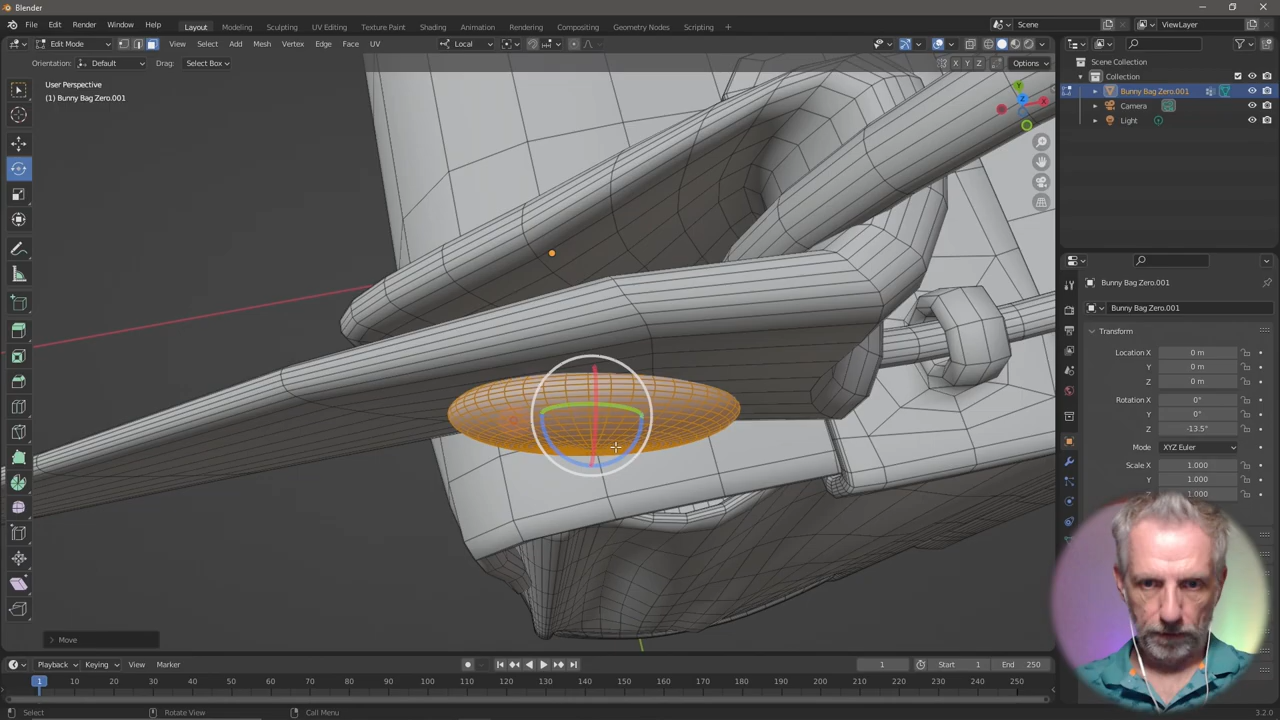 Blender
File Edit Render Window Help
Layout Modeling Sculpting UV Editing Texture Paint Shading Animation Rendering Compositing Geometry Nodes Scripting +
Scene
ViewLayer
Edit Mode
View Select Add Mesh Vertex Edge Face UV
Local
Orientation: Default Drag: Select Box
X Y Z
Options
User Perspective
(1) Bunny Bag Zero.001
Scene Collection
Collection
Bunny Bag Zero.001
Camera
Light
Bunny Bag Zero.001
Bunny Bag Zero.001
Transform
Location X 0 m
Y 0 m
Z 0 m
Rotation X 0°
Y 0°
Z -13.5°
Mode XYZ Euler
Scale X 1.000
Y 1.000
1.000
Move
Playback Keying View Marker
1
Start 1
End 250
1 10 20 30 40 50 60 70 80 90 100 110 120 130 140 150 160 170 180 190 200 210 220 230 240 250
Select
Rotate View
Call Menu
3.2.0